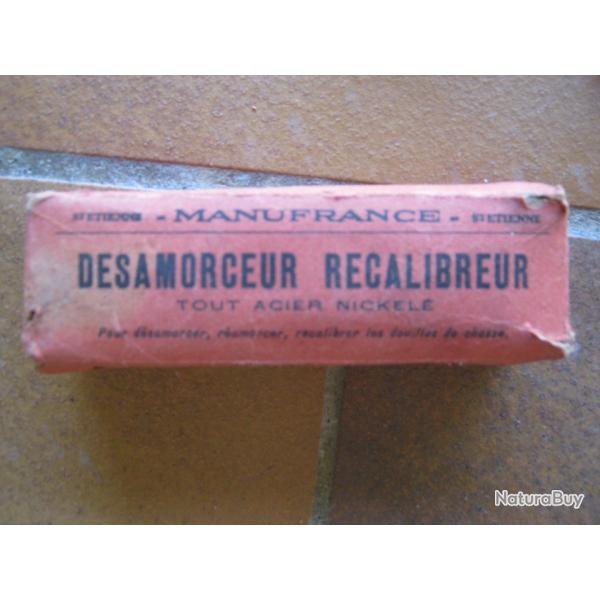 ST ETIENNE - MANUFRANCE - ST ETIENNE
DESAMORCEUR RECALIBREUR
TOUT ACIER NICKELÉ
Pour désamorcer, réamorcer, recalibrer les douilles de chasse.
NaturaBuy